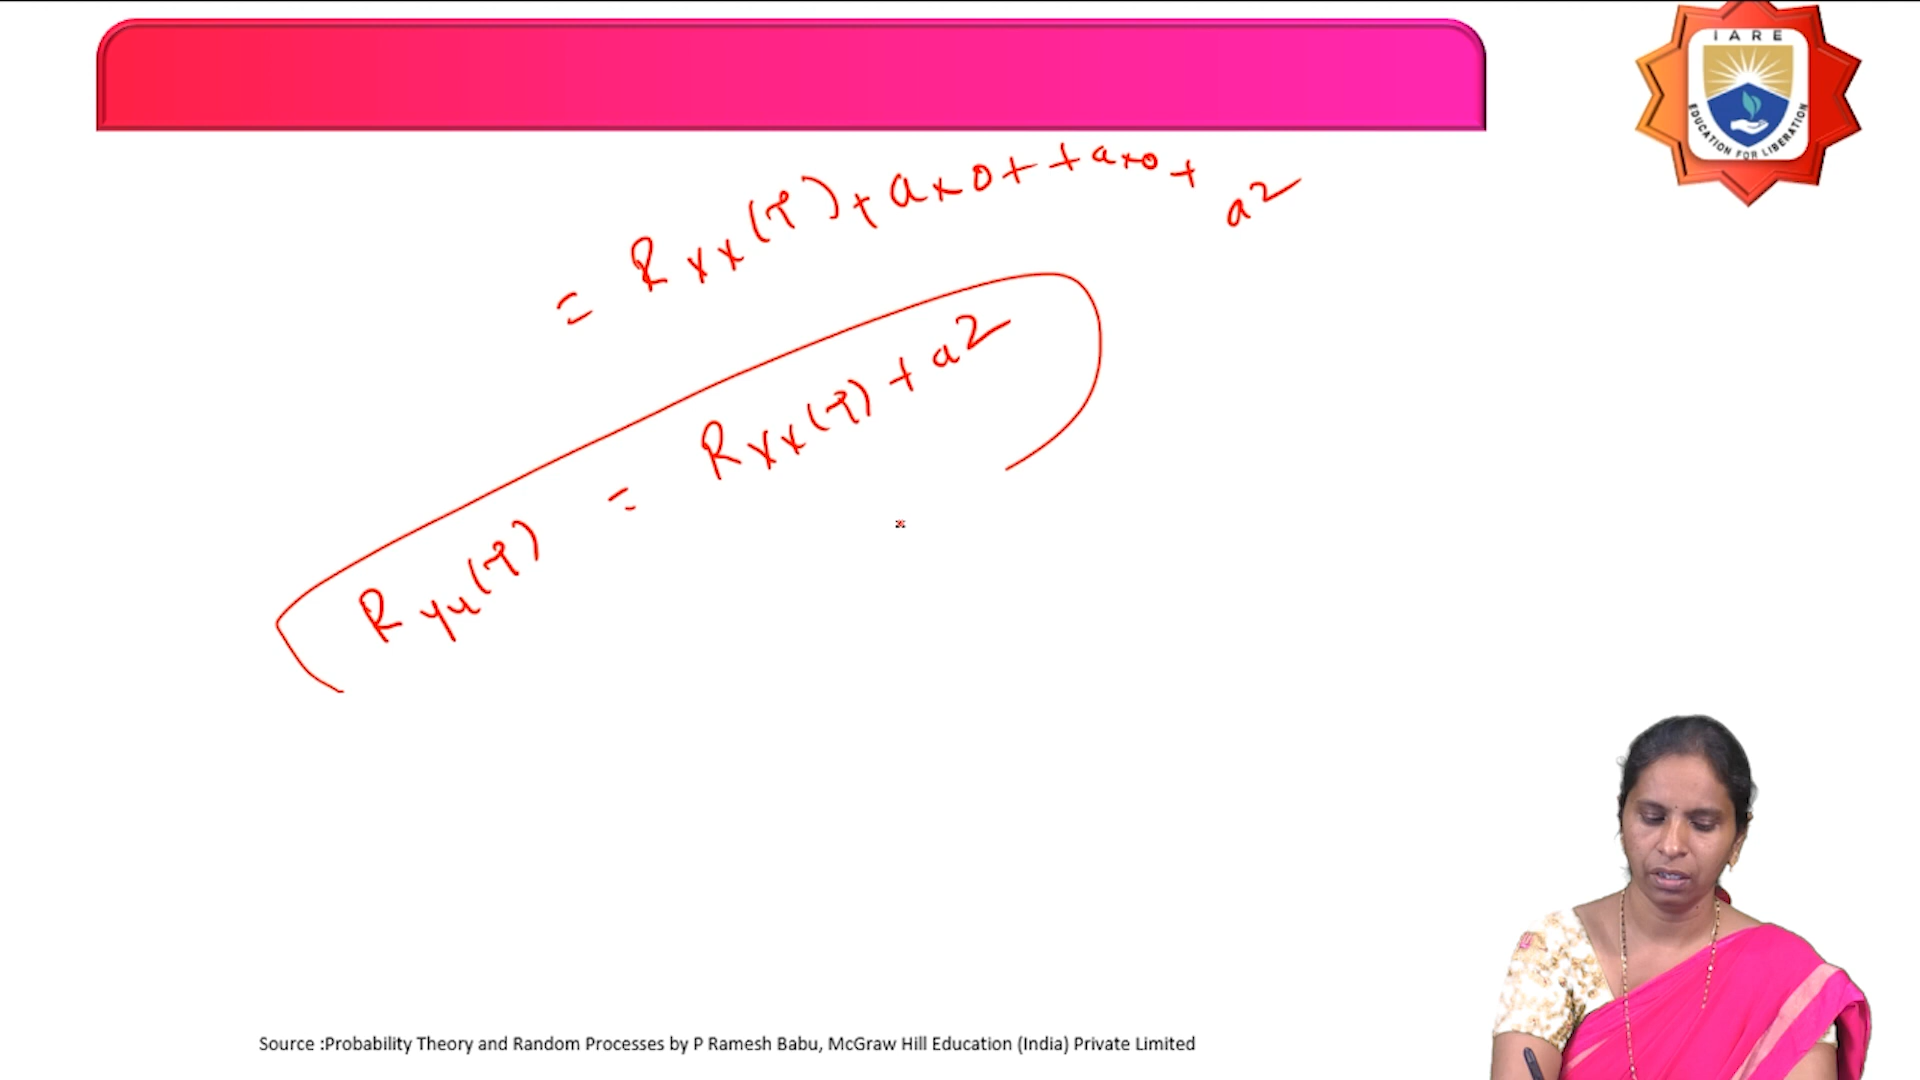 IARE
EDUCATION FOR LIBERATION
= RXX(τ) + a×0 + + a×0 + a2
RYY(τ) = RXX(τ) + a2
Source :Probability Theory and Random Processes by P Ramesh Babu, McGraw Hill Education (India) Private Limited